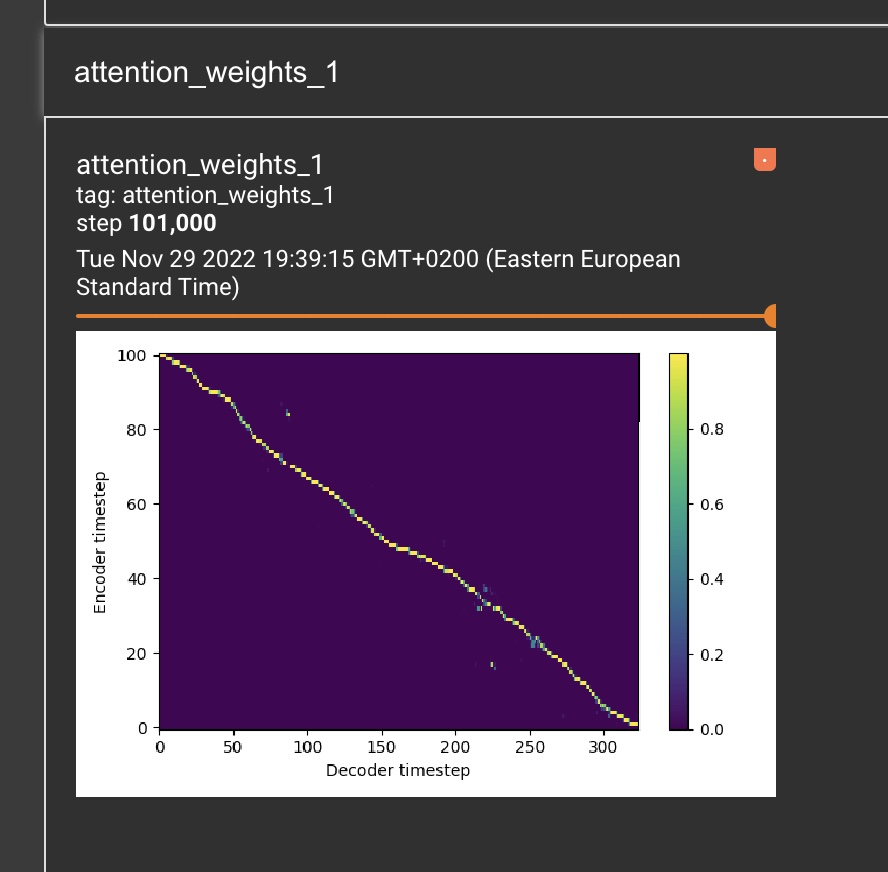 attention_weights_1
attention_weights_1
tag: attention_weights_1
step 101,000
Tue Nov 29 2022 19:39:15 GMT+0200 (Eastern European
Standard Time)
100
80
60
40
20
0
Encoder timestep
0 50 100 150 200 250 300
Decoder timestep
0.8
0.6
0.4
0.2
0.0